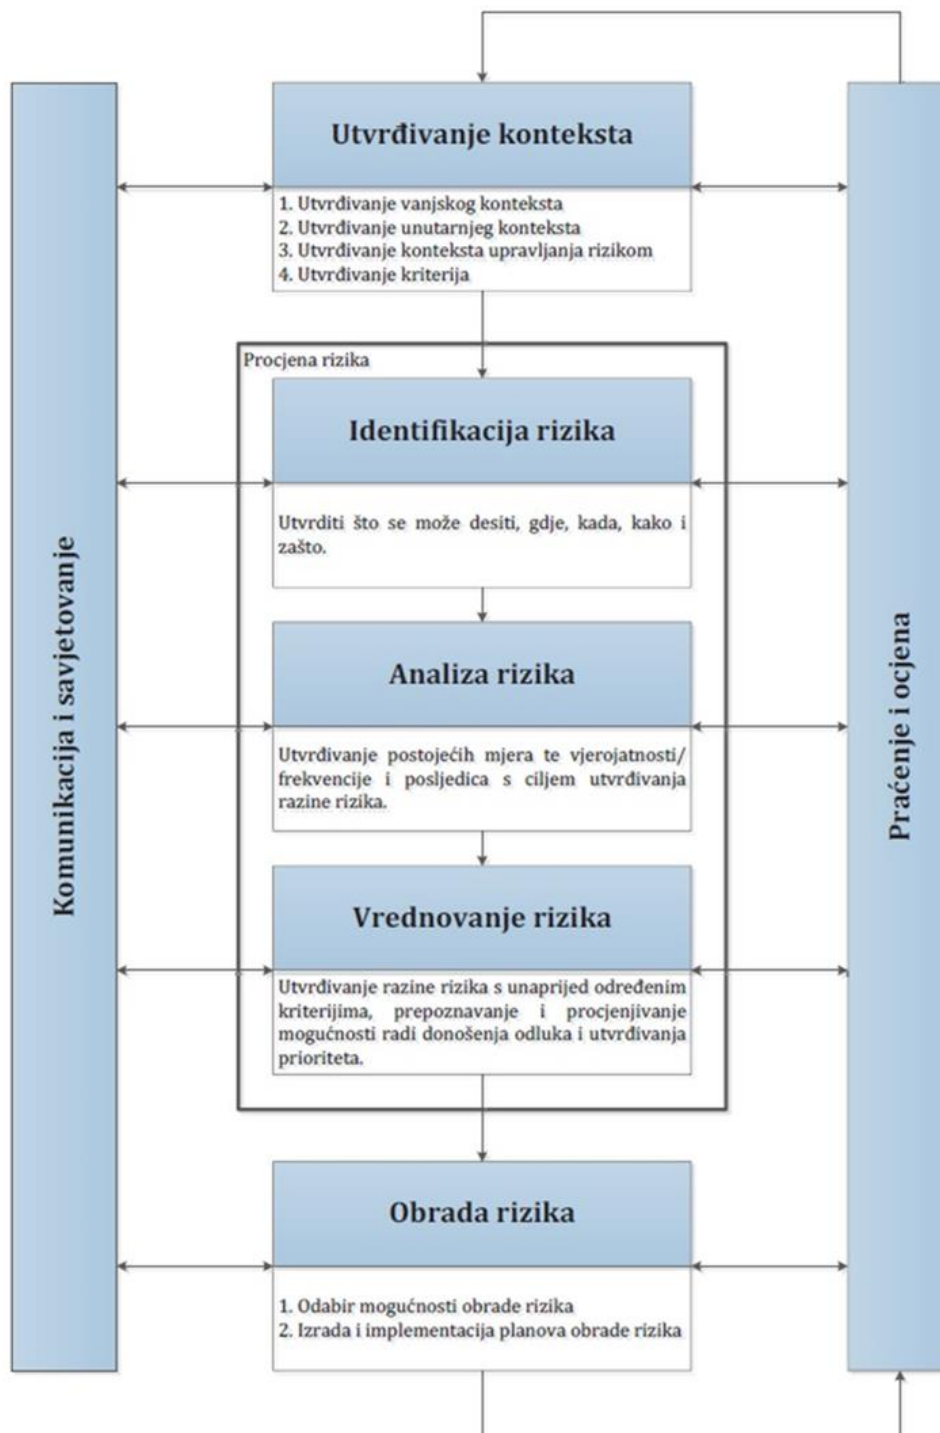 Utvrđivanje konteksta
1. Utvrđivanje vanjskog konteksta
2. Utvrđivanje unutarnjeg konteksta
3. Utvrđivanje konteksta upravljanja rizikom
4. Utvrđivanje kriterija
Procjena rizika
Identifikacija rizika
Utvrditi što se može desiti, gdje, kada, kako i
zašto.
Analiza rizika
Utvrđivanje postojećih mjera te vjerojatnosti/
frekvencije i posljedica s ciljem utvrđivanja
razine rizika.
Vrednovanje rizika
Utvrđivanje razine rizika s unaprijed određenim
kriterijima, prepoznavanje i procjenjivanje
mogućnosti radi donošenja odluka i utvrđivanja
prioriteta.
Obrada rizika
1. Odabir mogućnosti obrade rizika
2. Izrada i implementacija planova obrade rizika
Komunikacija i savjetovanje
Praćenje i ocjena